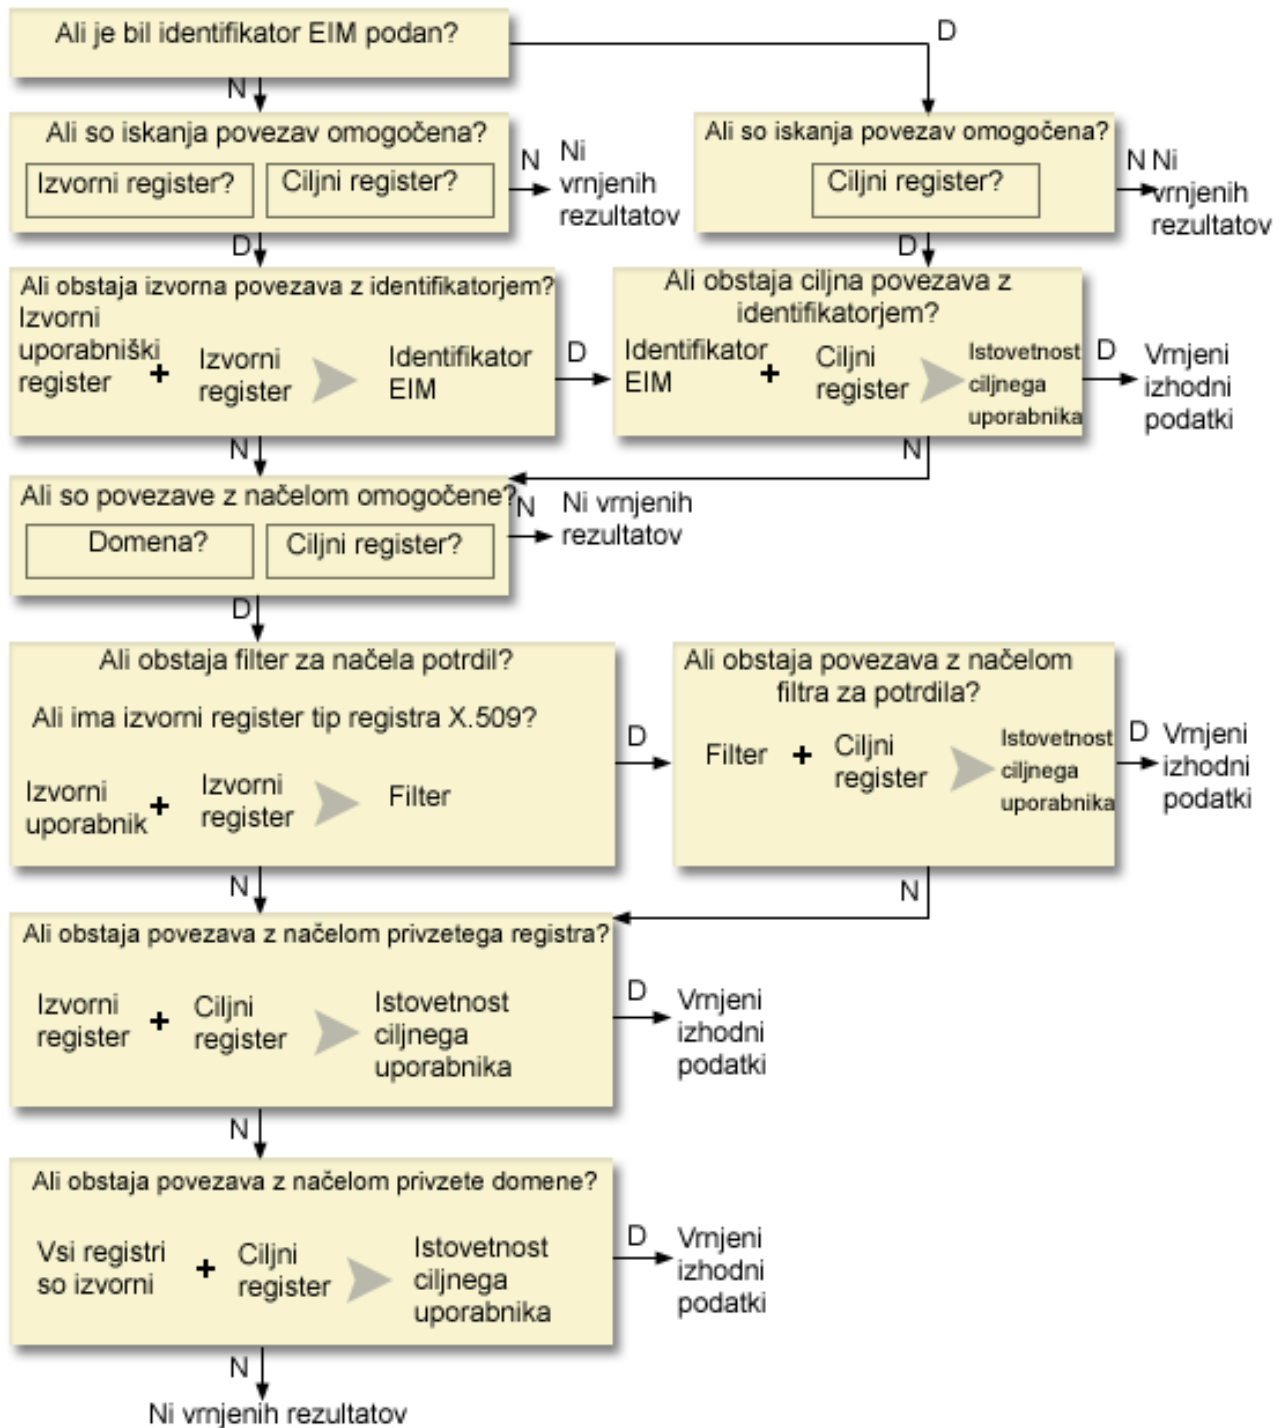 Ali je bil identifikator EIM podan?
D
N
Ali so iskanja povezav omogočena?
Izvorni register?
Ciljni register?
N
Ni
vrnjenih
rezultatov
Ali so iskanja povezav omogočena?
Ciljni register?
N
Ni
vrnjenih
rezultatov
D
D
Ali obstaja izvorna povezava z identifikatorjem?
Izvorni
uporabniški
register
+
Izvorni
register
Identifikator
EIM
D
Ali obstaja ciljna povezava z
identifikatorjem?
Identifikator
EIM
+
Ciljni
register
Istovetnost
ciljnega
uporabnika
D
Vrnjeni
izhodni
podatki
N
N
Ali so povezave z načelom omogočene?
Domena?
Ciljni register?
N
Ni vrnjenih
rezultatov
D
Ali obstaja filter za načela potrdil?
Ali ima izvorni register tip registra X.509?
Izvorni
uporabnik
+
Izvorni
register
Filter
D
Ali obstaja povezava z načelom
filtra za potrdila?
Filter
+
Ciljni
register
Istovetnost
ciljnega
uporabnika
D
Vrnjeni
izhodni
podatki
N
N
Ali obstaja povezava z načelom privzetega registra?
Izvorni
register
+
Ciljni
register
Istovetnost
ciljnega
uporabnika
D
Vrnjeni
izhodni
podatki
N
Ali obstaja povezava z načelom privzete domene?
Vsi registri
so izvorni
+
Ciljni
register
Istovetnost
ciljnega
uporabnika
D
Vrnjeni
izhodni
podatki
N
Ni vrnjenih rezultatov